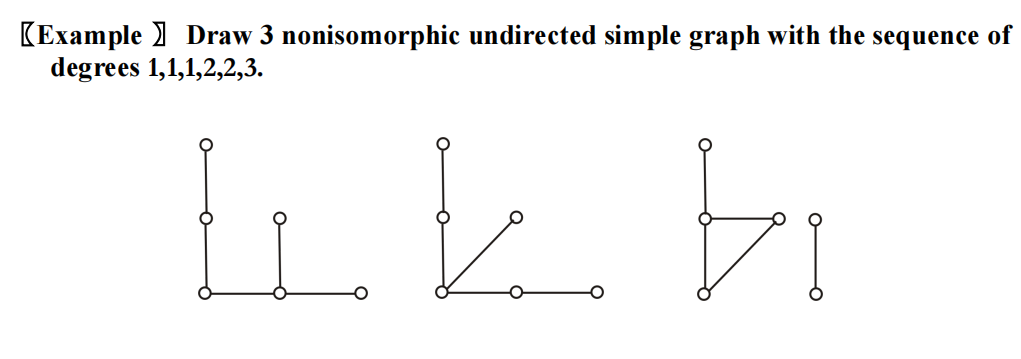 〖Example 〗 Draw 3 nonisomorphic undirected simple graph with the sequence of
degrees 1,1,1,2,2,3.